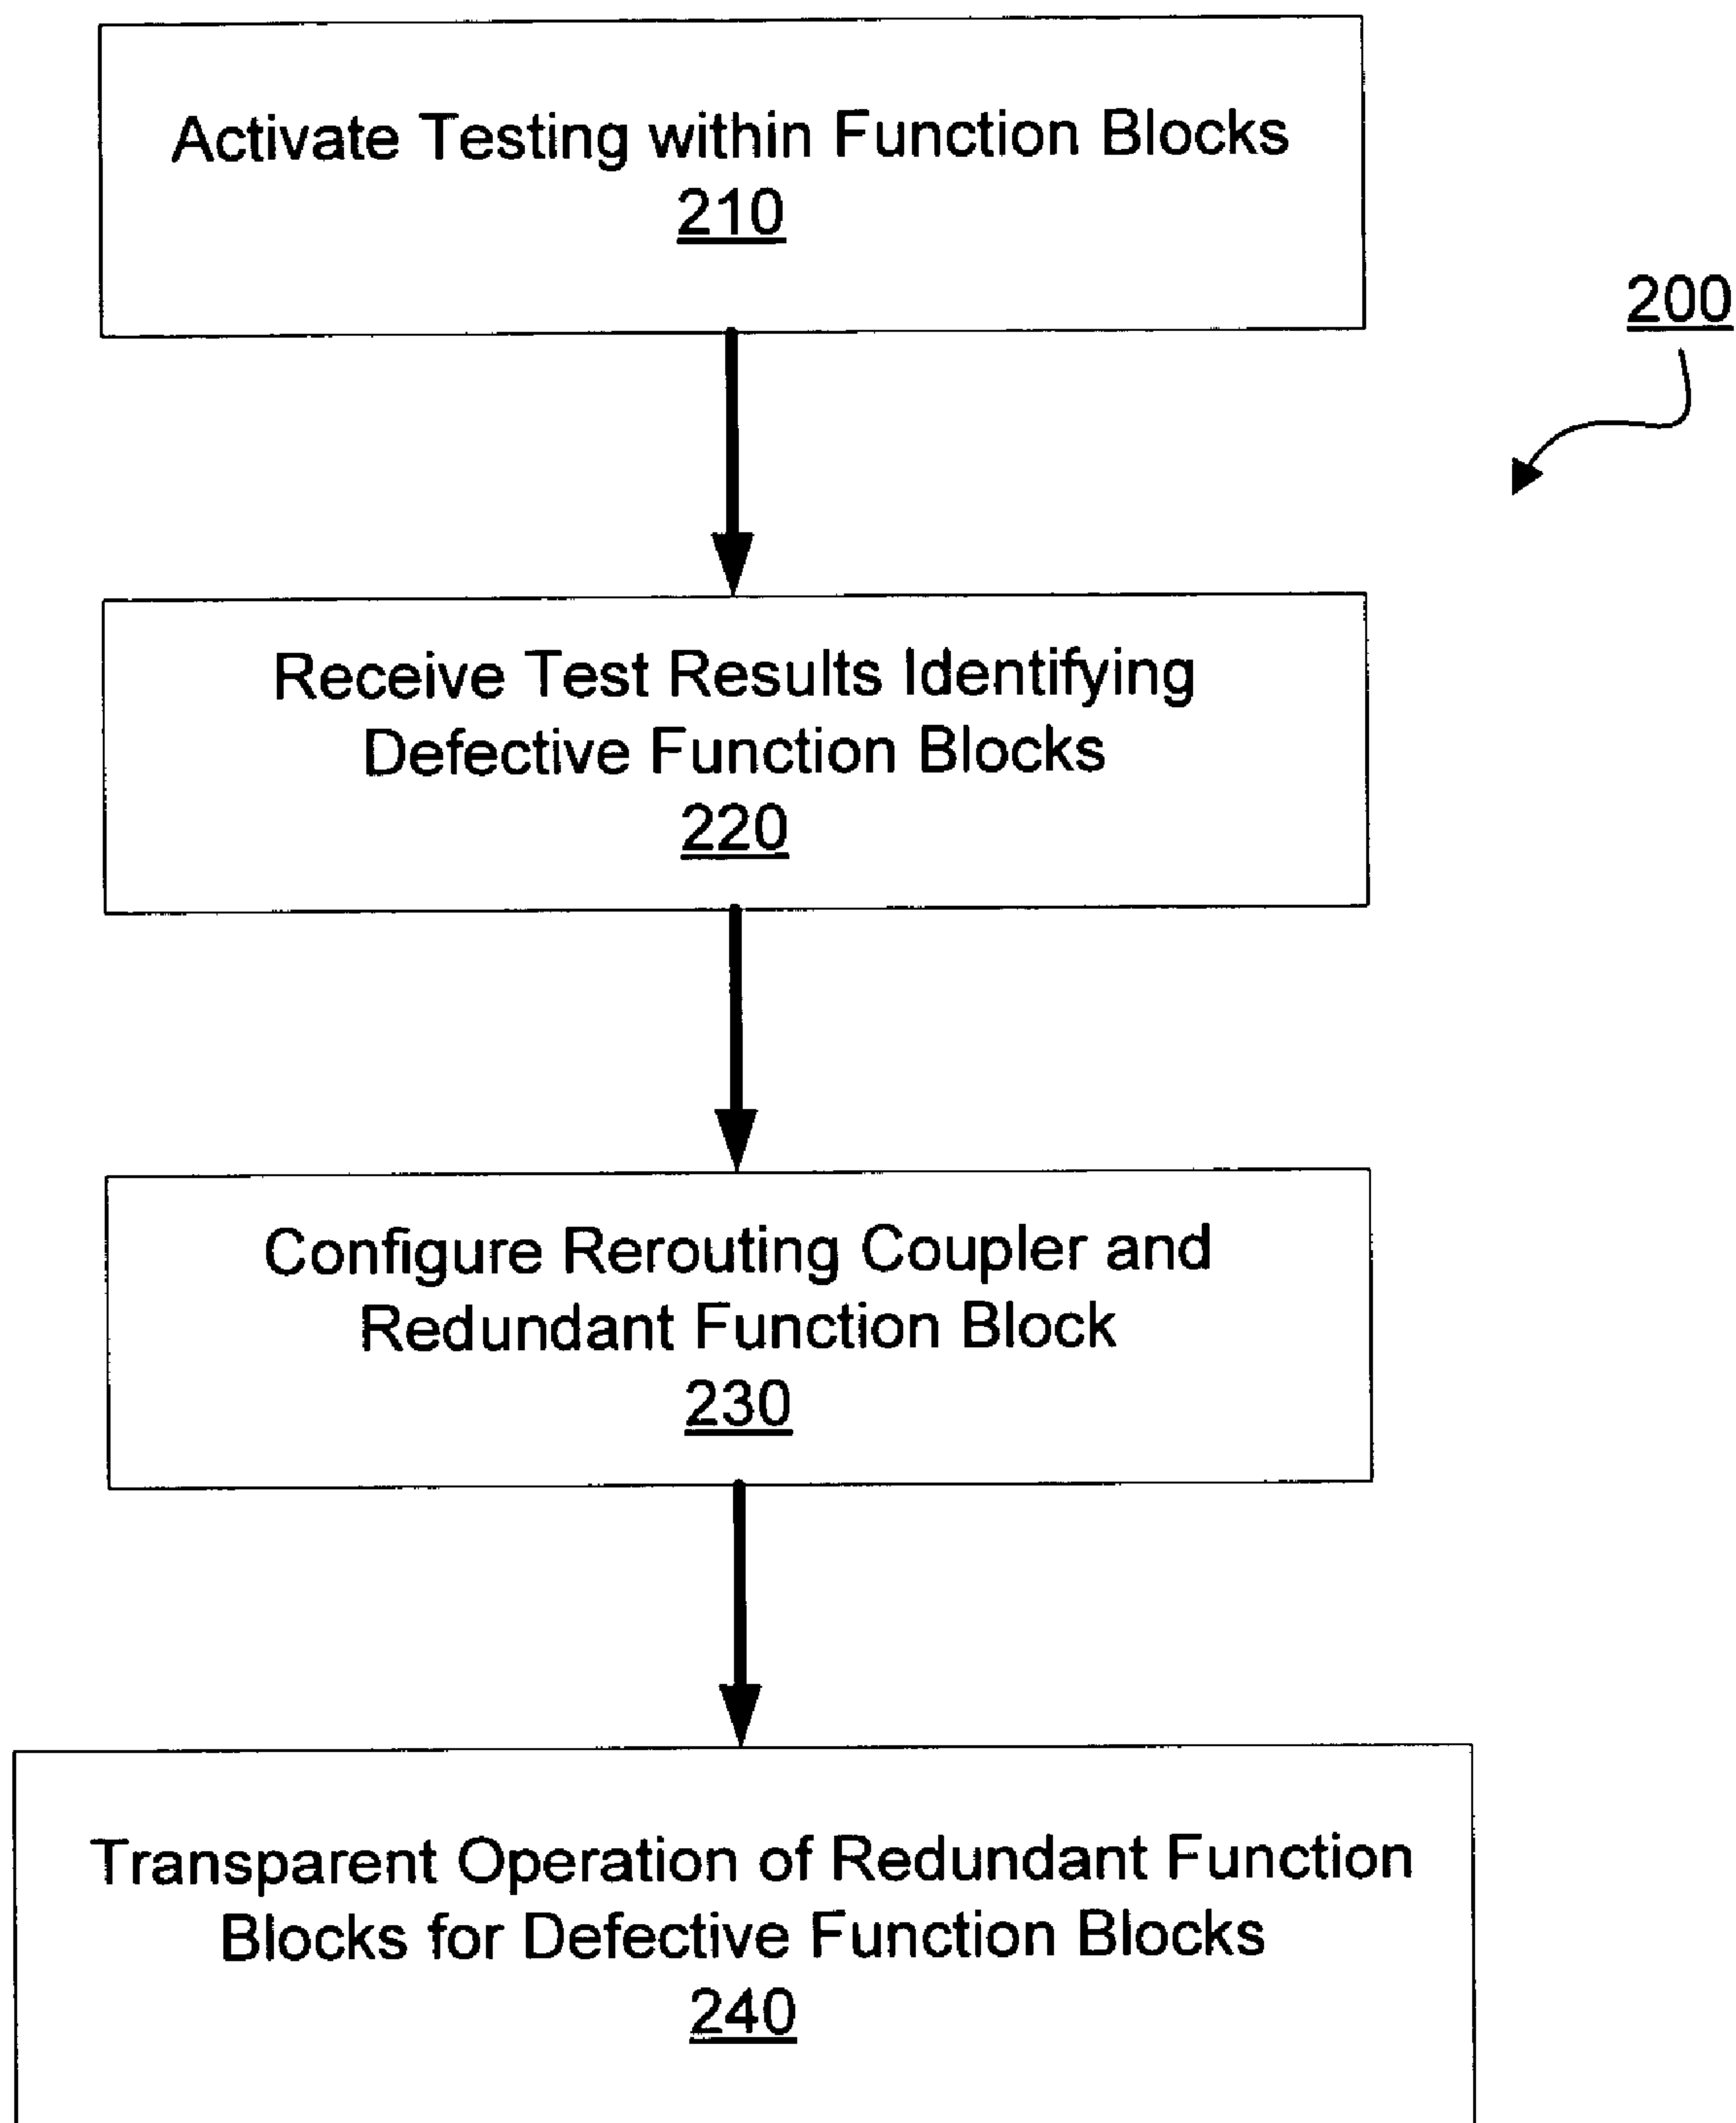 Activate Testing within Function Blocks
210
200
Receive Test Results Identifying
Defective Function Blocks
220
Configure Rerouting Coupler and
Redundant Function Block
230
Transparent Operation of Redundant Function
Blocks for Defective Function Blocks
240